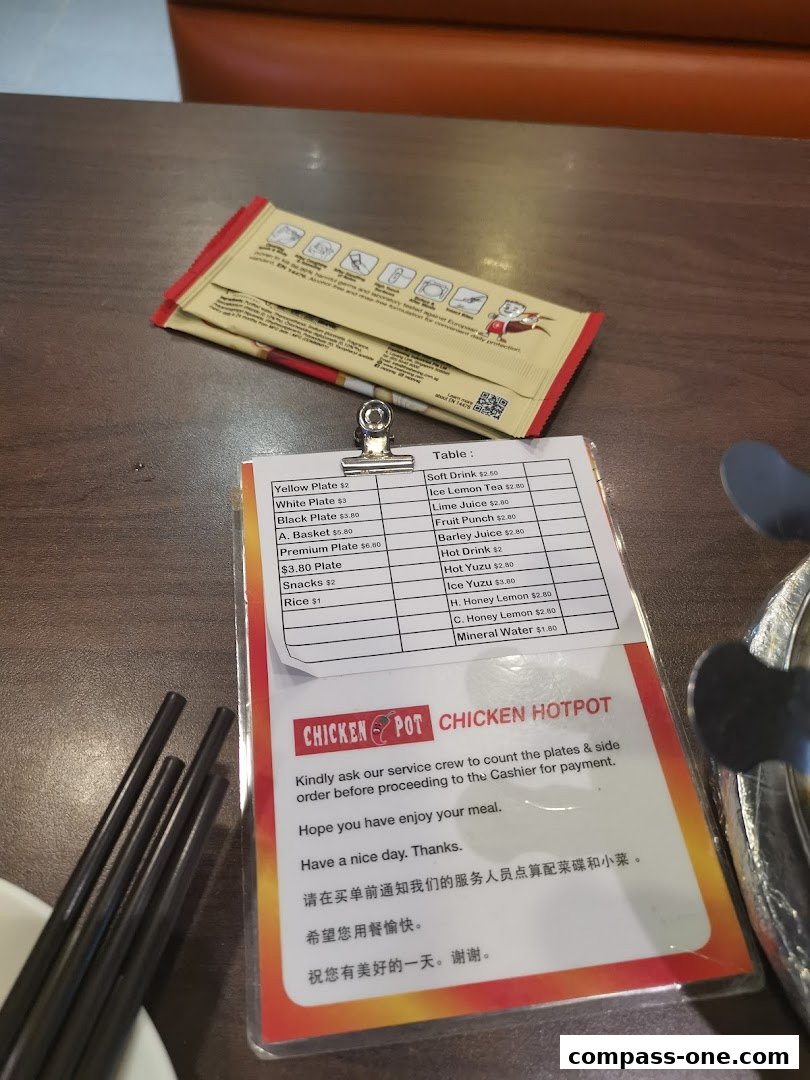 Learn more
about EN 14476
Table :
Yellow Plate $2
White Plate $3
Black Plate $3.80
A. Basket $5.80
Premium Plate $6.80
$3.80 Plate
Snacks $2
Rice $1
Soft Drink $2.50
Ice Lemon Tea $2.80
Lime Juice $2.80
Fruit Punch $2.80
Barley Juice $2.80
Hot Drink $2
Hot Yuzu $2.80
Ice Yuzu $3.80
H. Honey Lemon $2.80
C. Honey Lemon $2.80
Mineral Water $1.80
CHICKEN POT CHICKEN HOTPOT
Kindly ask our service crew to count the plates & side
order before proceeding to the Cashier for payment.
Hope you have enjoy your meal.
Have a nice day. Thanks.
请在买单前通知我们的服务人员点算配菜碟和小菜 。
希望您用餐愉快。
祝您有美好的一天。谢谢。
compass-one.com